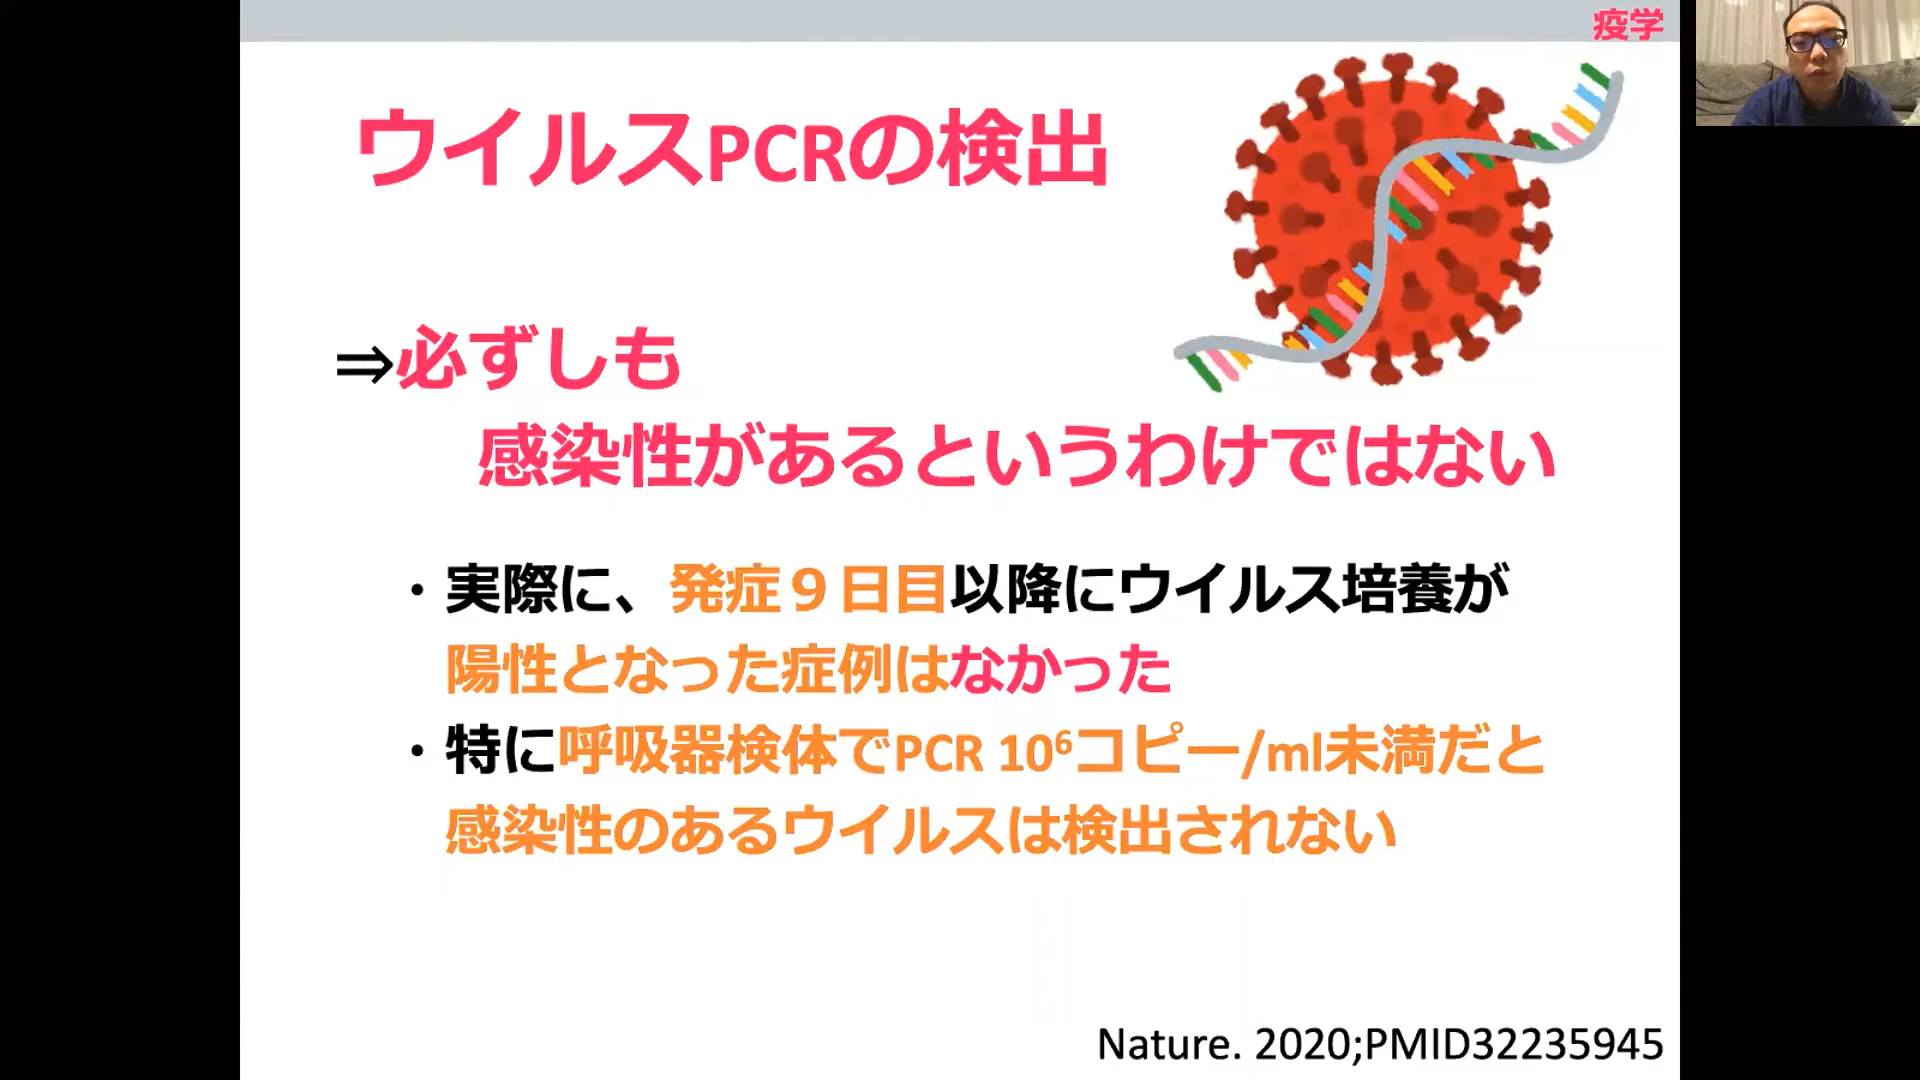 疫学
ウイルスPCRの検出
⇒必ずしも
感染性があるというわけではない
・実際に、発症９日目以降にウイルス培養が
陽性となった症例はなかった
・特に呼吸器検体でPCR 10⁶コピー/ml未満だと
感染性のあるウイルスは検出されない
Nature. 2020;PMID32235945